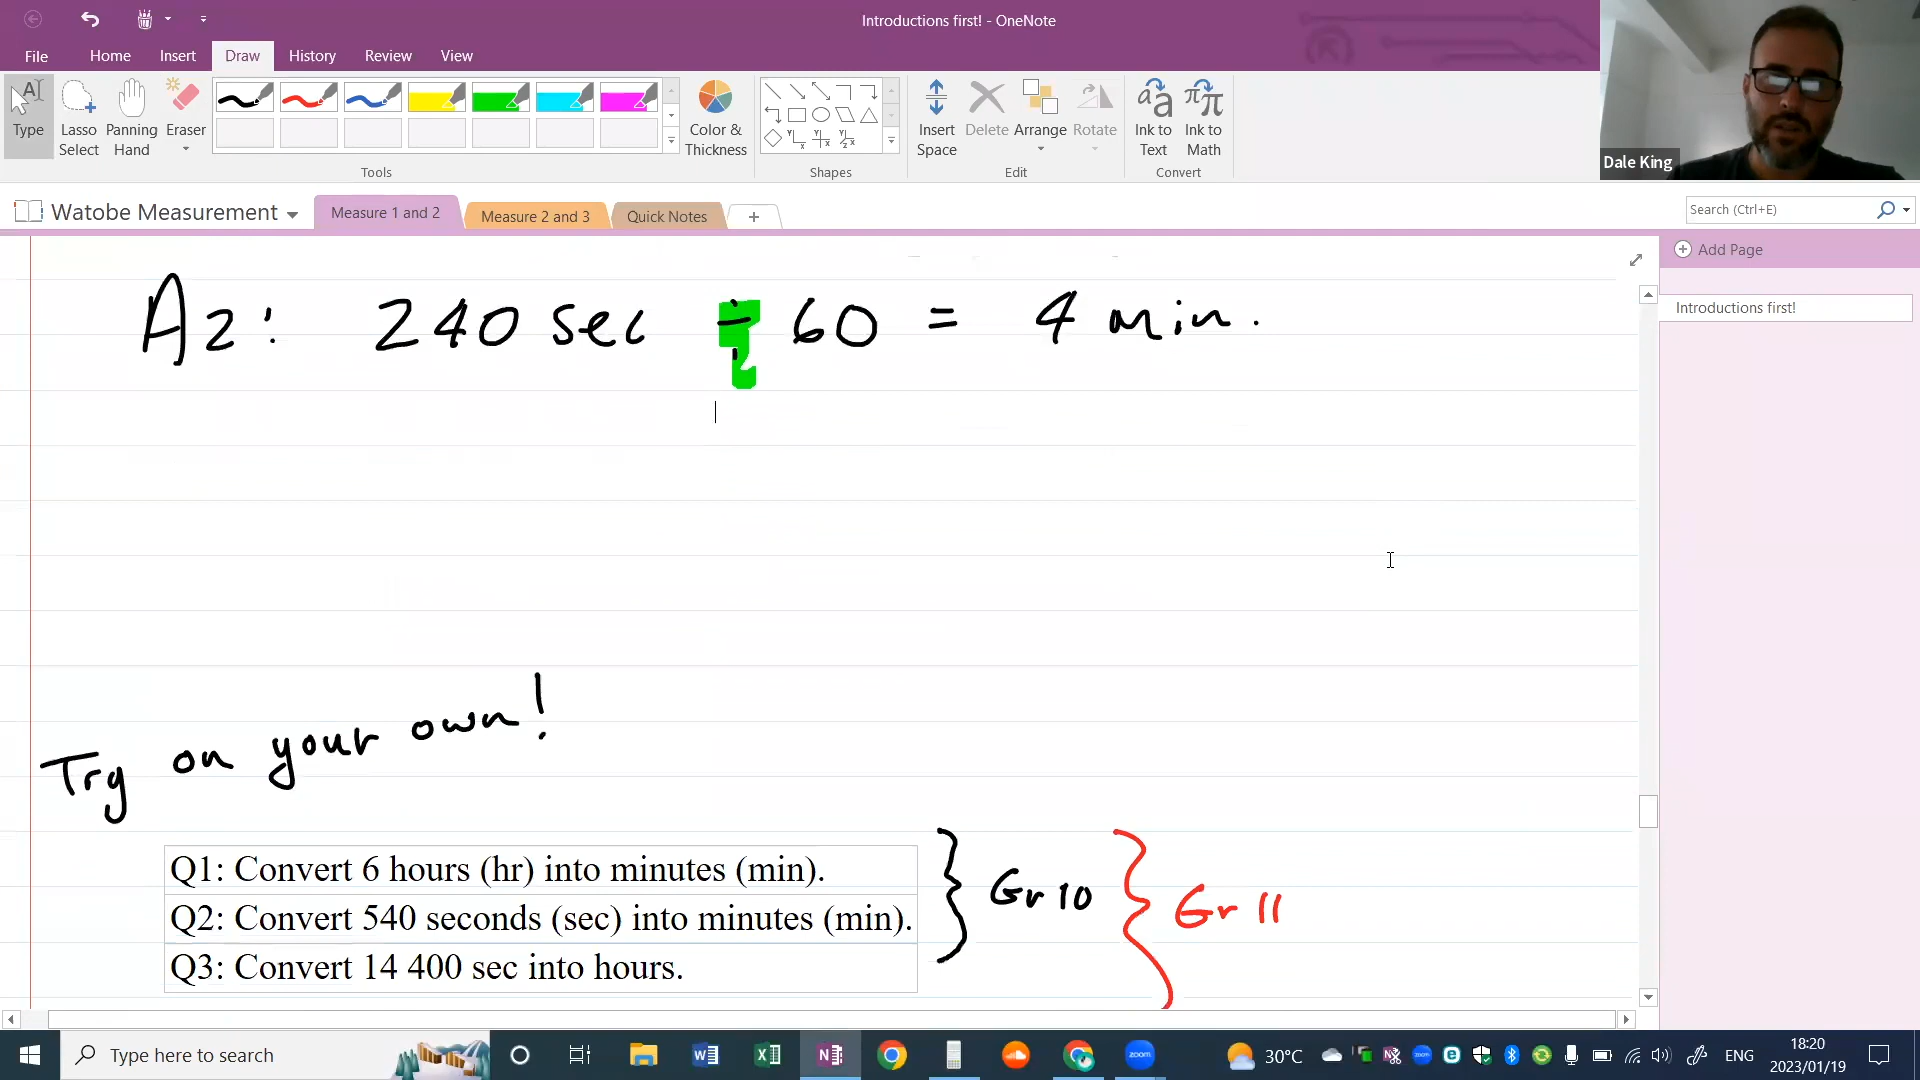 Introductions first! - OneNote
File Home Insert Draw History Review View
Type Lasso Select Panning Hand Eraser Color & Thickness Insert Space Delete Arrange Rotate Ink to Text Ink to Math
Tools Shapes Edit Convert
Dale King
Watobe Measurement Measure 1 and 2 Measure 2 and 3 Quick Notes + Search (Ctrl+E)
Add Page
Introductions first!
A2: 240 sec ÷ 60 = 4 min.
Try on your own!
Q1: Convert 6 hours (hr) into minutes (min).
Q2: Convert 540 seconds (sec) into minutes (min).
Q3: Convert 14 400 sec into hours.
Gr 10
Gr 11
Type here to search 30°C ENG 18:20
2023/01/19